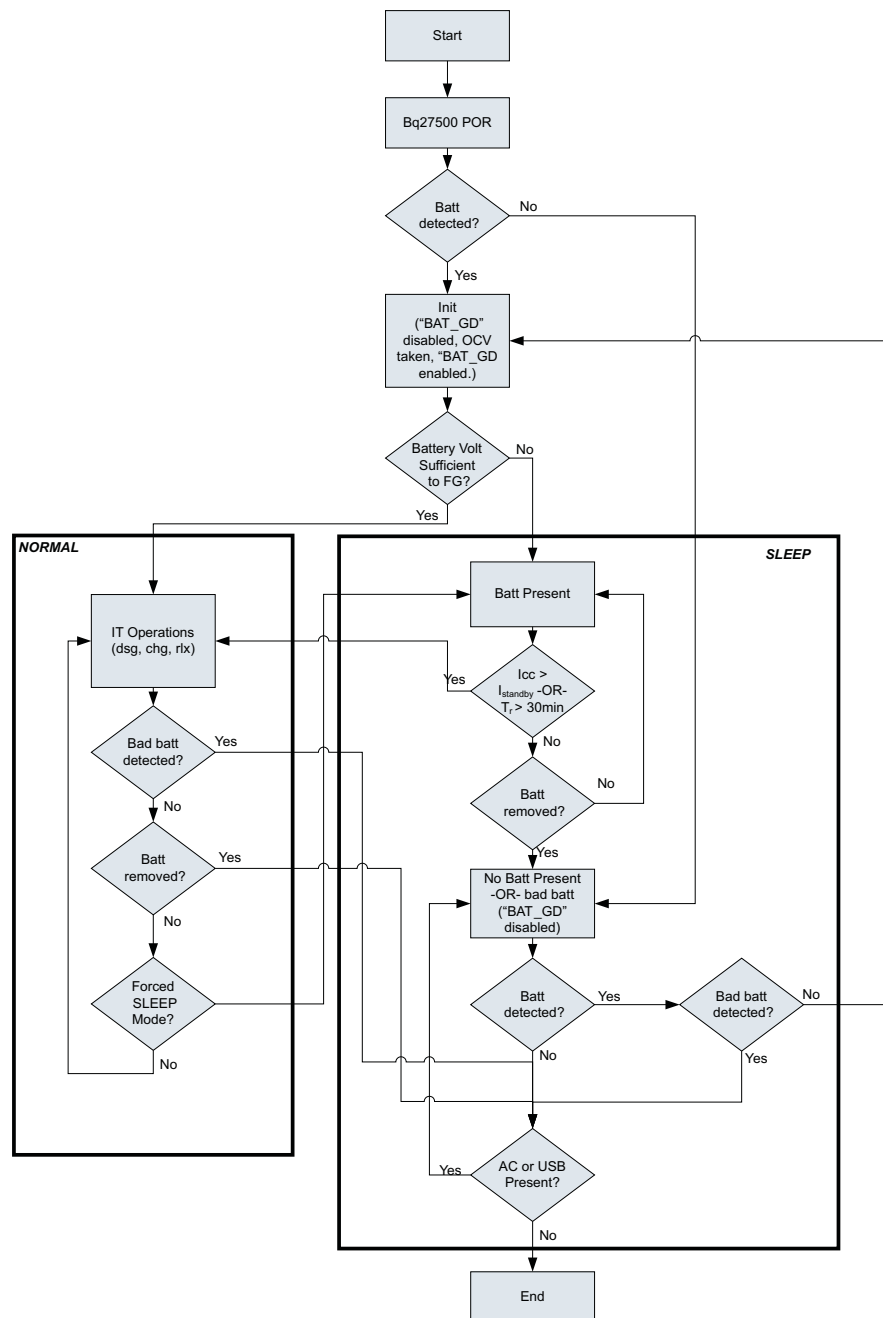 Start
Bq27500 POR
Batt
detected?
No
Yes
Init
("BAT_GD"
disabled, OCV
taken, "BAT_GD
enabled.)
Battery Volt
Sufficient
to FG?
No
Yes
NORMAL
SLEEP
IT Operations
(dsg, chg, rlx)
Bad batt
detected?
Yes
No
Batt
removed?
Yes
No
Forced
SLEEP
Mode?
No
Batt Present
Icc >
Istandby -OR-
Tr > 30min
Yes
No
Batt
removed?
No
Yes
No Batt Present
-OR- bad batt
("BAT_GD"
disabled)
Batt
detected?
Yes
No
Bad batt
detected?
No
Yes
AC or USB
Present?
Yes
No
End